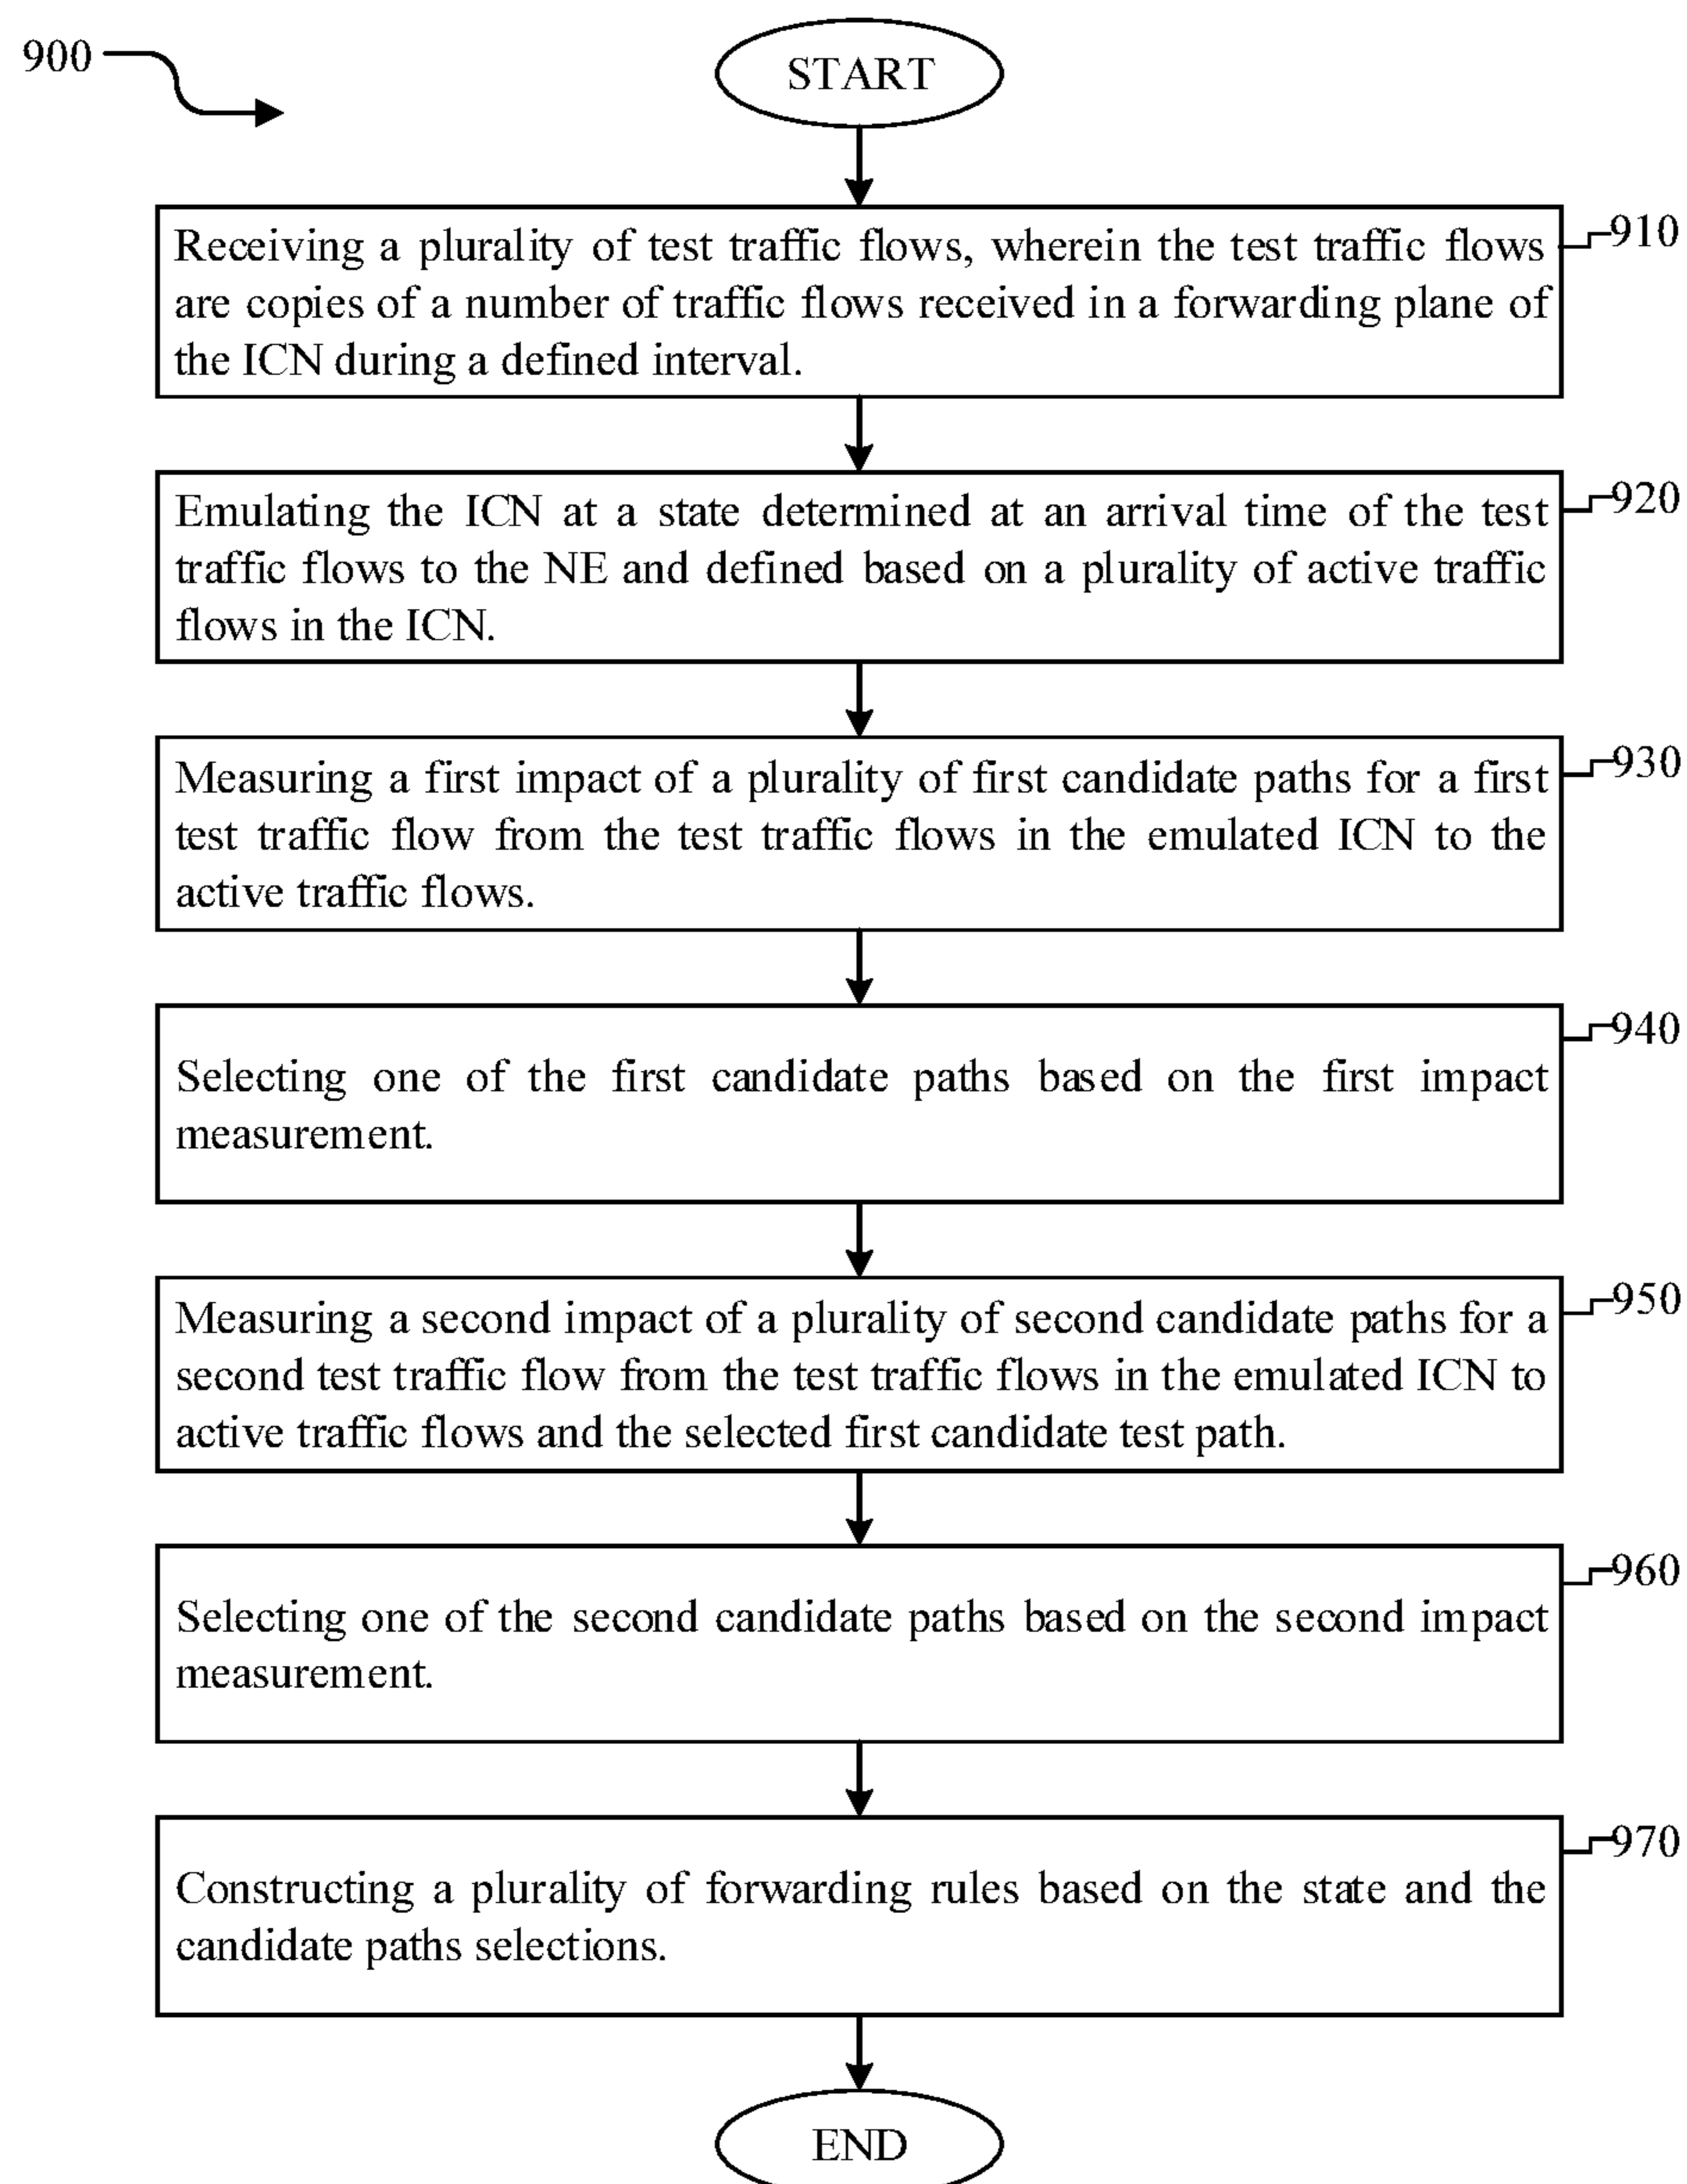 900
START
Receiving a plurality of test traffic flows, wherein the test traffic flows
are copies of a number of traffic flows received in a forwarding plane of
the ICN during a defined interval.
910
Emulating the ICN at a state determined at an arrival time of the test
traffic flows to the NE and defined based on a plurality of active traffic
flows in the ICN.
920
Measuring a first impact of a plurality of first candidate paths for a first
test traffic flow from the test traffic flows in the emulated ICN to the
active traffic flows.
930
Selecting one of the first candidate paths based on the first impact
measurement.
940
Measuring a second impact of a plurality of second candidate paths for a
second test traffic flow from the test traffic flows in the emulated ICN to
active traffic flows and the selected first candidate test path.
950
Selecting one of the second candidate paths based on the second impact
measurement.
960
Constructing a plurality of forwarding rules based on the state and the
candidate paths selections.
970
END